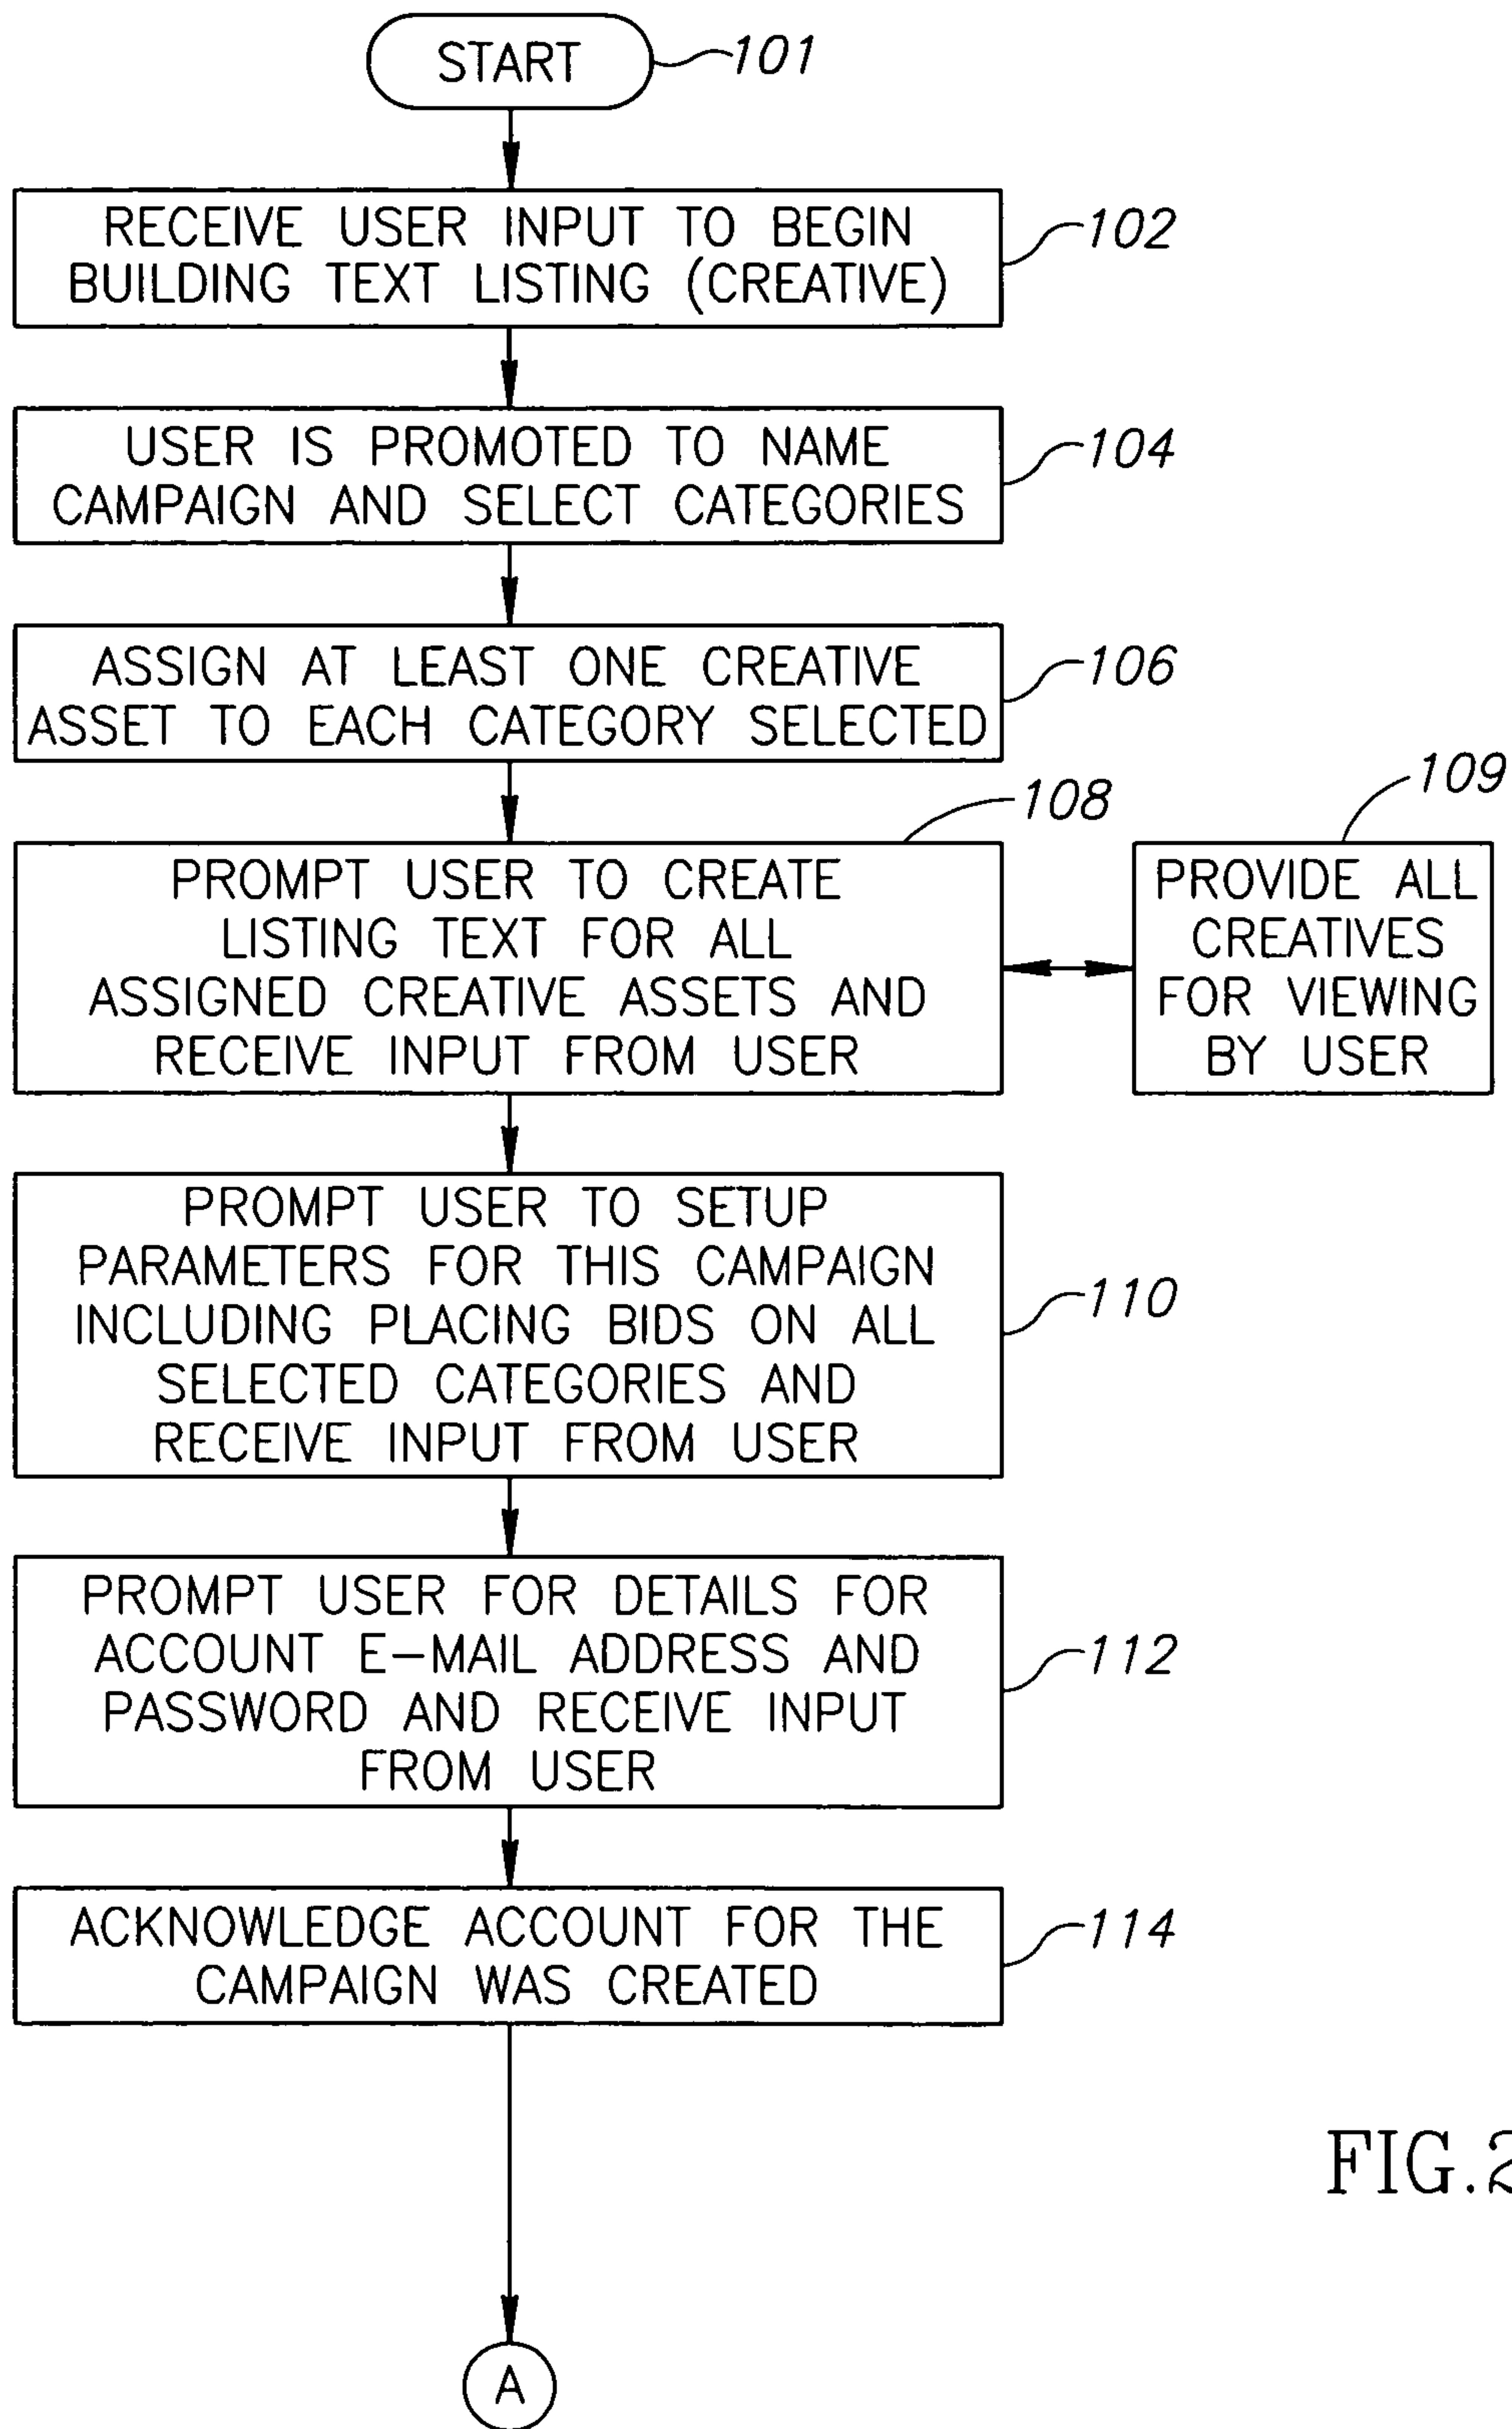 START
101
RECEIVE USER INPUT TO BEGIN
BUILDING TEXT LISTING (CREATIVE)
102
USER IS PROMOTED TO NAME
CAMPAIGN AND SELECT CATEGORIES
104
ASSIGN AT LEAST ONE CREATIVE
ASSET TO EACH CATEGORY SELECTED
106
108
PROMPT USER TO CREATE
LISTING TEXT FOR ALL
ASSIGNED CREATIVE ASSETS AND
RECEIVE INPUT FROM USER
109
PROVIDE ALL
CREATIVES
FOR VIEWING
BY USER
PROMPT USER TO SETUP
PARAMETERS FOR THIS CAMPAIGN
INCLUDING PLACING BIDS ON ALL
SELECTED CATEGORIES AND
RECEIVE INPUT FROM USER
110
PROMPT USER FOR DETAILS FOR
ACCOUNT E-MAIL ADDRESS AND
PASSWORD AND RECEIVE INPUT
FROM USER
112
ACKNOWLEDGE ACCOUNT FOR THE
CAMPAIGN WAS CREATED
114
FIG.2
A